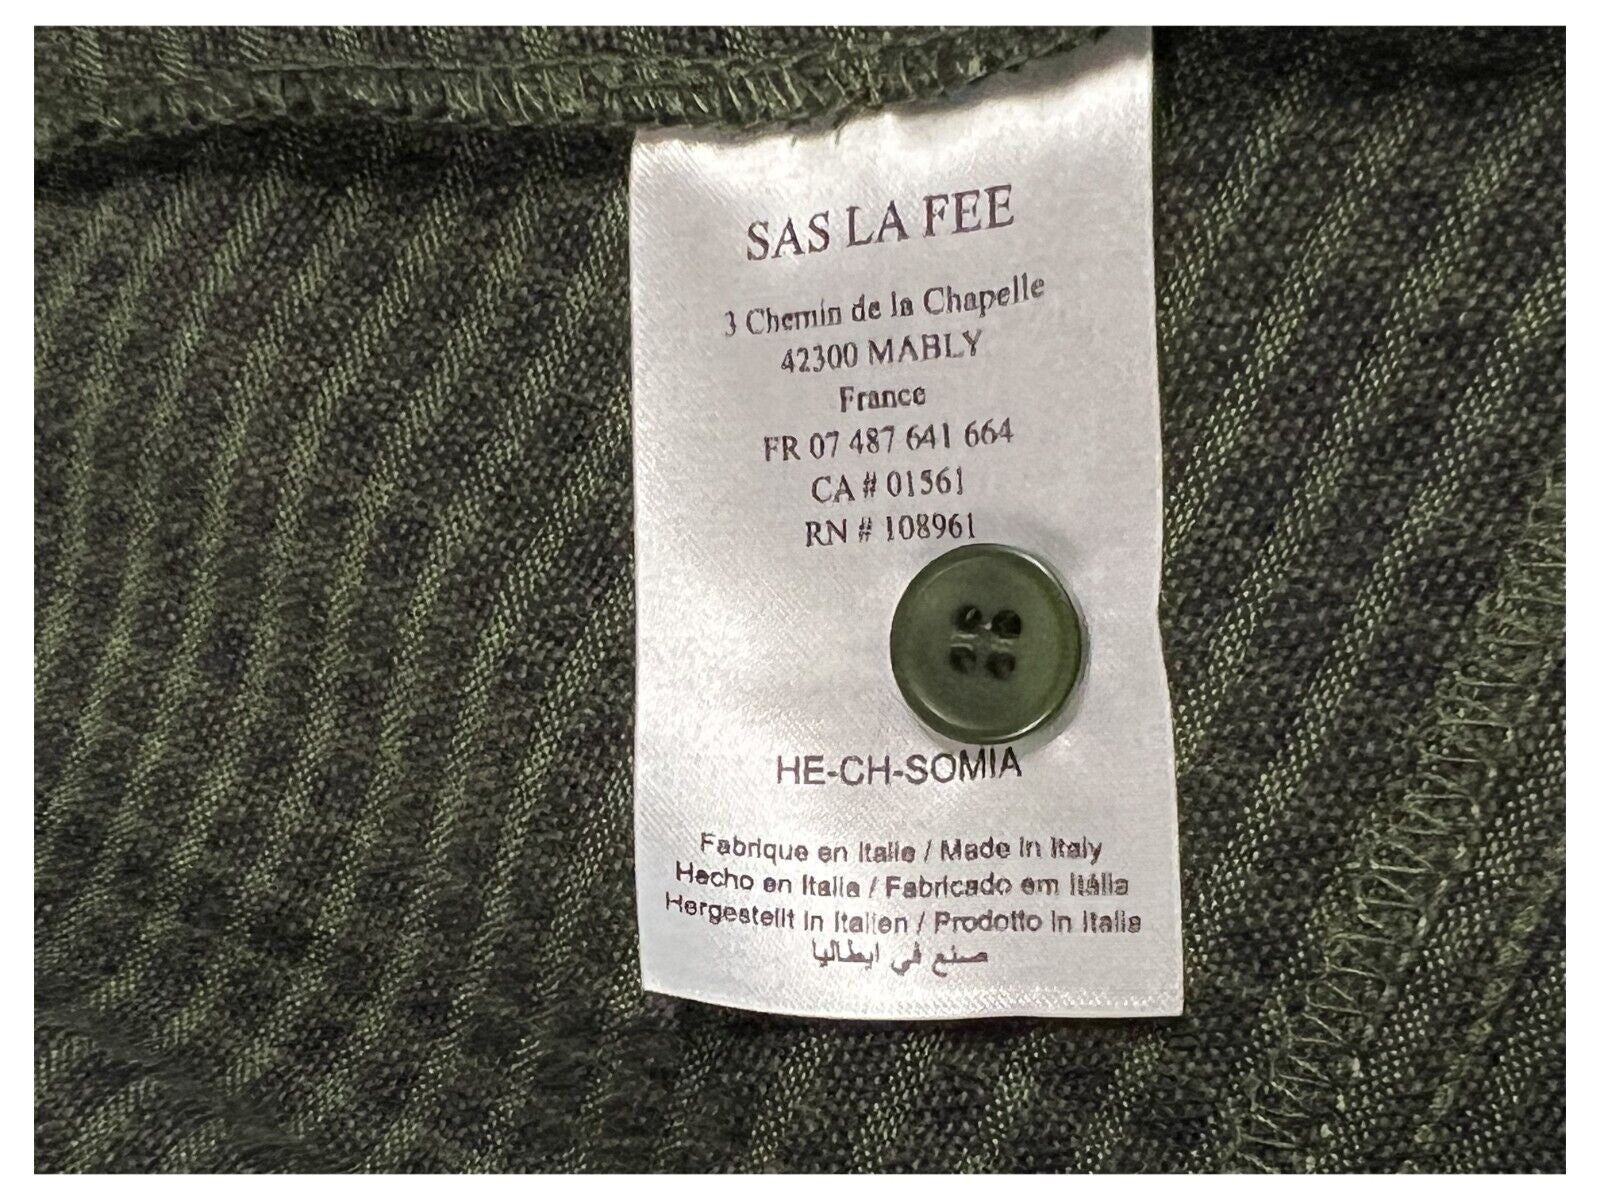 SAS LA FEE
3 Chemin de la Chapelle
42300 MABLY
France
FR 07 487 641 664
CA # 01561
RN # 108961
HE-CH-SOMIA
Fabrique en Italie / Made in Italy
Hecho en Italia / Fabricado em Itália
Hergestellt in Italien / Prodotto in Italia
صنع في ايطاليا